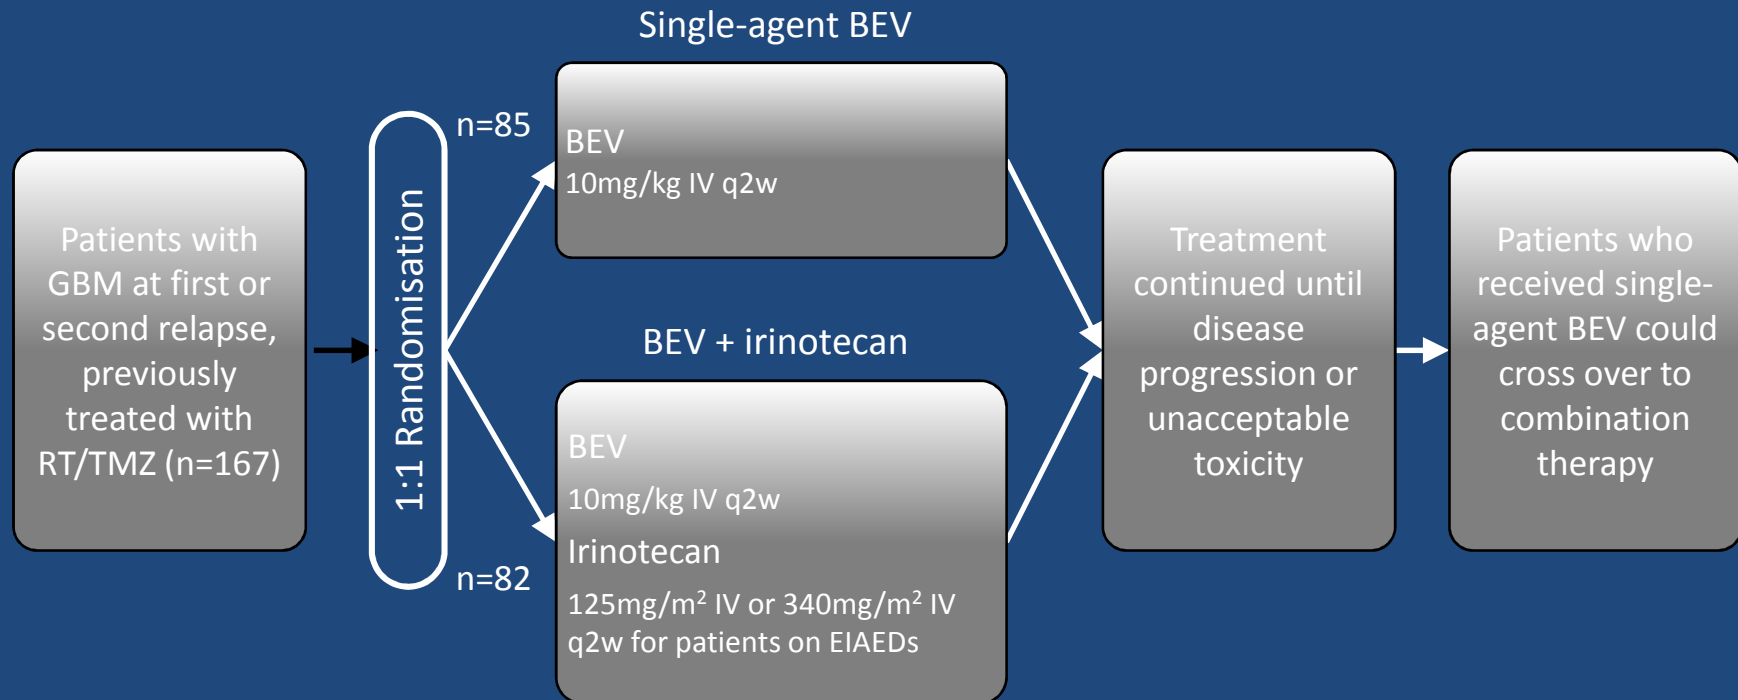 Single-agent BEV
Patients with
GBM at first or
second relapse,
previously
treated with
RT/TMZ (n=167)
1:1 Randomisation
n=85
n=82
BEV
10mg/kg IV q2w
BEV + irinotecan
BEV
10mg/kg IV q2w
Irinotecan
125mg/m² IV or 340mg/m² IV
q2w for patients on EIAEDs
Treatment
continued until
disease
progression or
unacceptable
toxicity
Patients who
received single-
agent BEV could
cross over to
combination
therapy